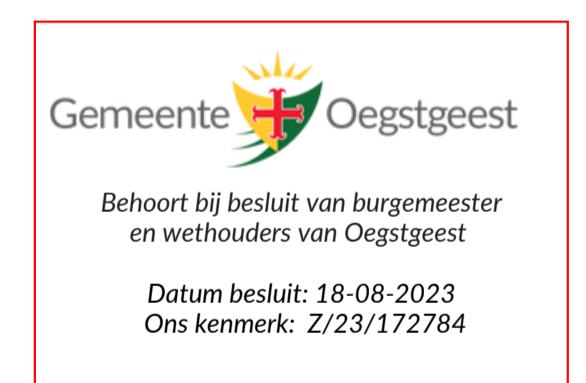 Gemeente Oegstgeest
Behoort bij besluit van burgemeester
en wethouders van Oegstgeest
Datum besluit: 18-08-2023
Ons kenmerk: Z/23/172784